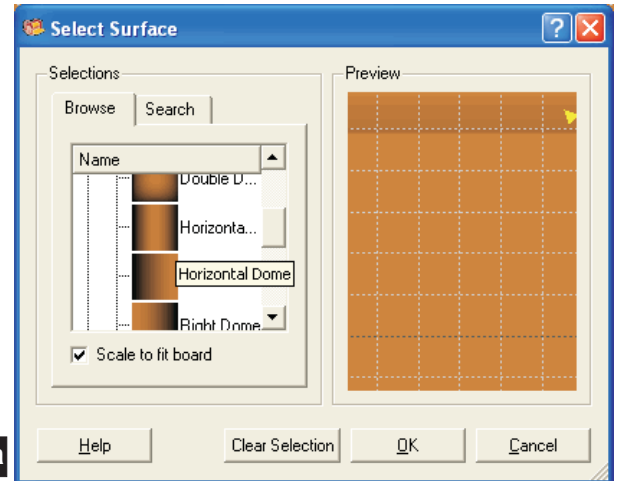 Select Surface
Selections
Preview
Browse Search
Name
Double D...
Horizonta...
Horizontal Dome
Right Dome
Scale to fit board
Help Clear Selection OK Cancel